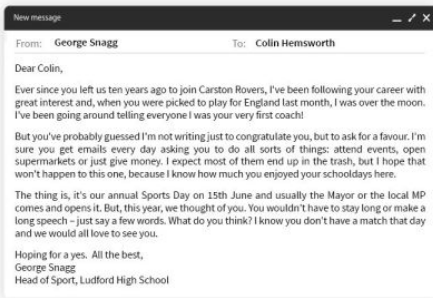 New message
From: George Snagg To: Colin Hemsworth
Dear Colin,
Ever since you left us ten years ago to join Carston Rovers, I've been following your career with
great interest and, when you were picked to play for England last month, I was over the moon.
I've been going around telling everyone I was your very first coach!
But you've probably guessed I'm not writing just to congratulate you, but to ask for a favour. I'm
sure you get emails every day asking you to do all sorts of things: attend events, open
supermarkets or just give money. I expect most of them end up in the trash, but I hope that
won't happen to this one, because I know how much you enjoyed your schooldays here.
The thing is, it's our annual Sports Day on 15th June and usually the Mayor or the local MP
comes and opens it. But, this year, we thought of you. You wouldn't have to stay long or make a
long speech – just say a few words. What do you think? I know you don't have a match that day
and we would all love to see you.
Hoping for a yes. All the best,
George Snagg
Head of Sport, Ludford High School